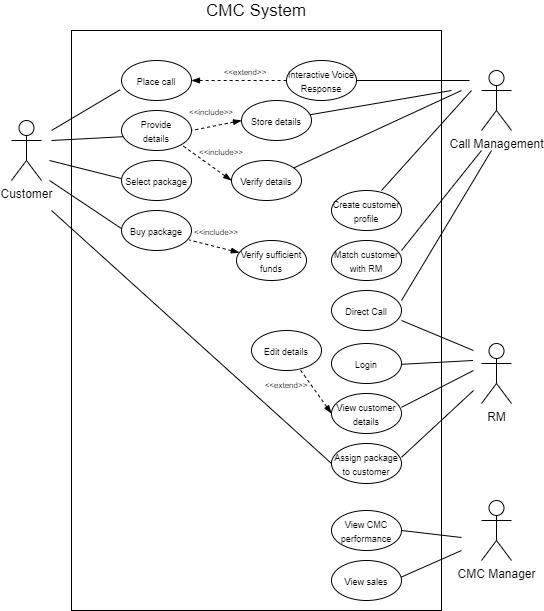 CMC System
Place call
<<extend>>
Interactive Voice
Response
Provide
details
<<include>>
Store details
<<include>>
Customer
Call Management
Select package
Verify details
Create customer
profile
Buy package
<<include>>
Verify sufficient
funds
Match customer
with RM
Direct Call
Edit details
Login
<<extend>>
View customer
details
RM
Assign package
to customer
View CMC
performance
CMC Manager
View sales